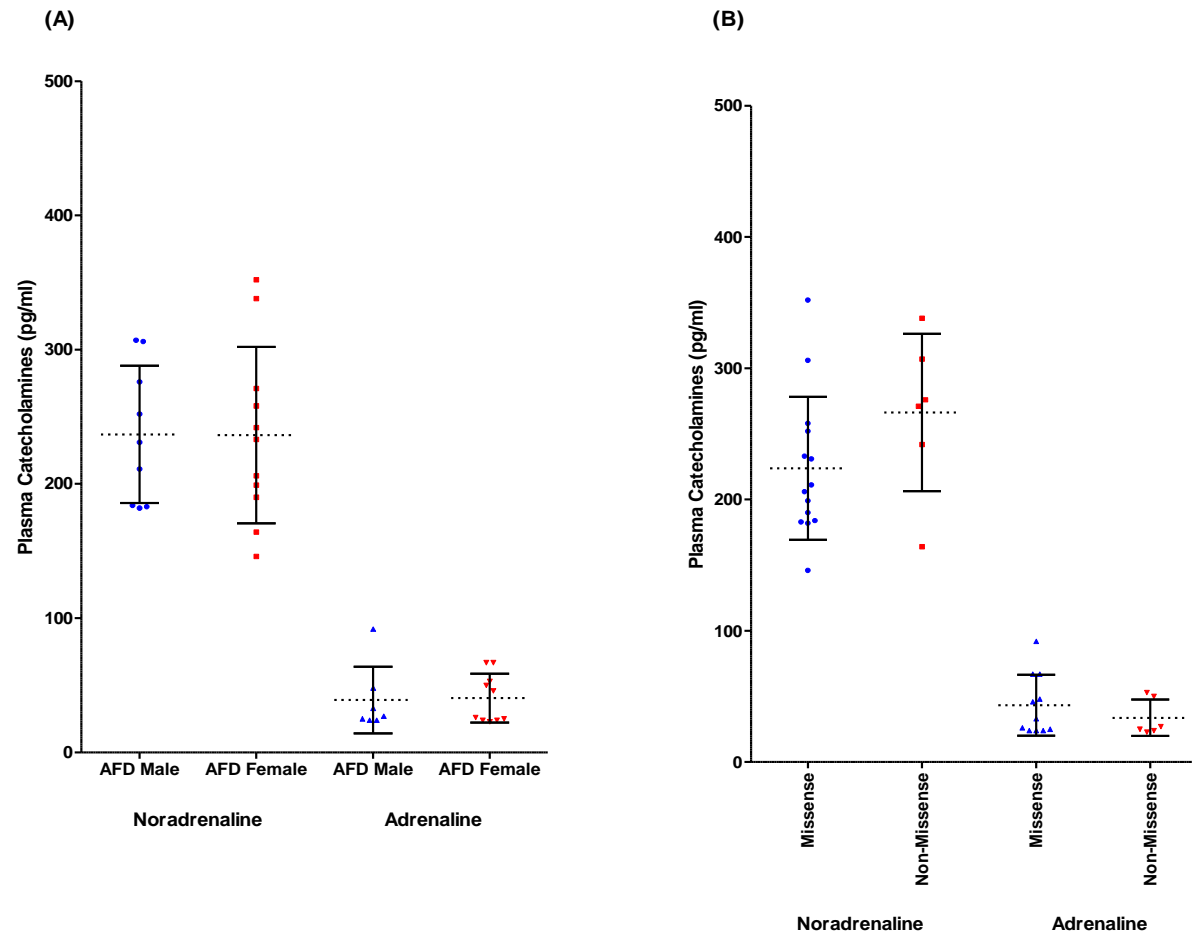 (A)
500
400
300
200
100
0
Plasma Catecholamines (pg/ml)
AFD Male AFD Female AFD Male AFD Female
Noradrenaline Adrenaline
(B)
500
400
300
200
100
0
Plasma Catecholamines (pg/ml)
Missense
Non-Missense
Missense
Non-Missense
Noradrenaline Adrenaline